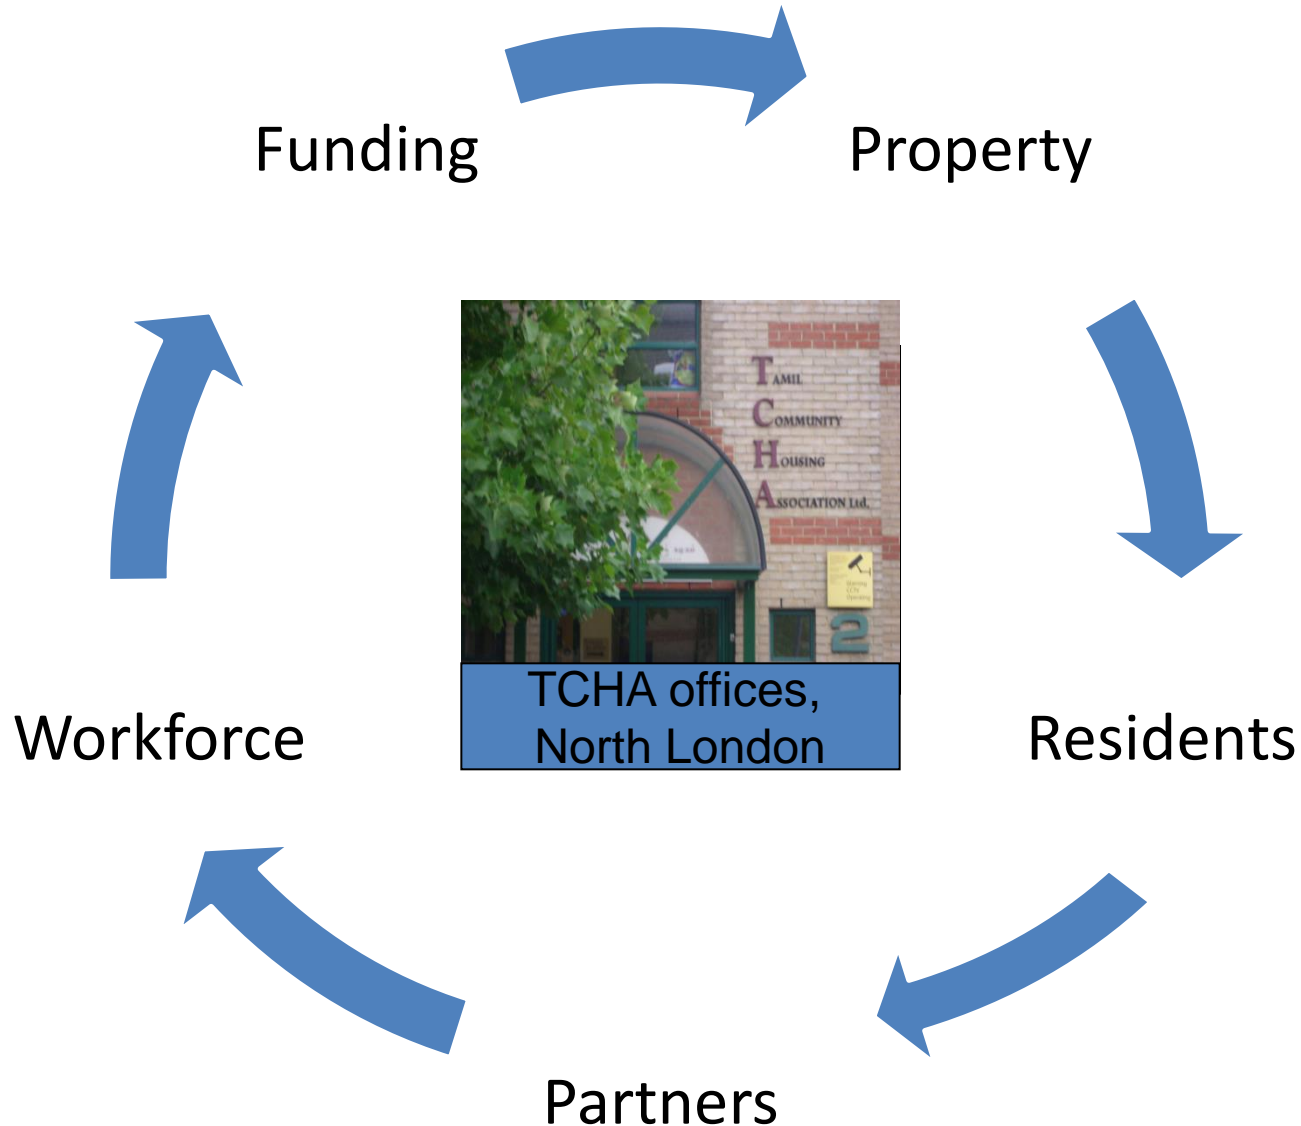 Funding
Property
TAMIL
COMMUNITY
HOUSING
ASSOCIATION Ltd.
2
TCHA offices,
North London
Workforce
Residents
Partners